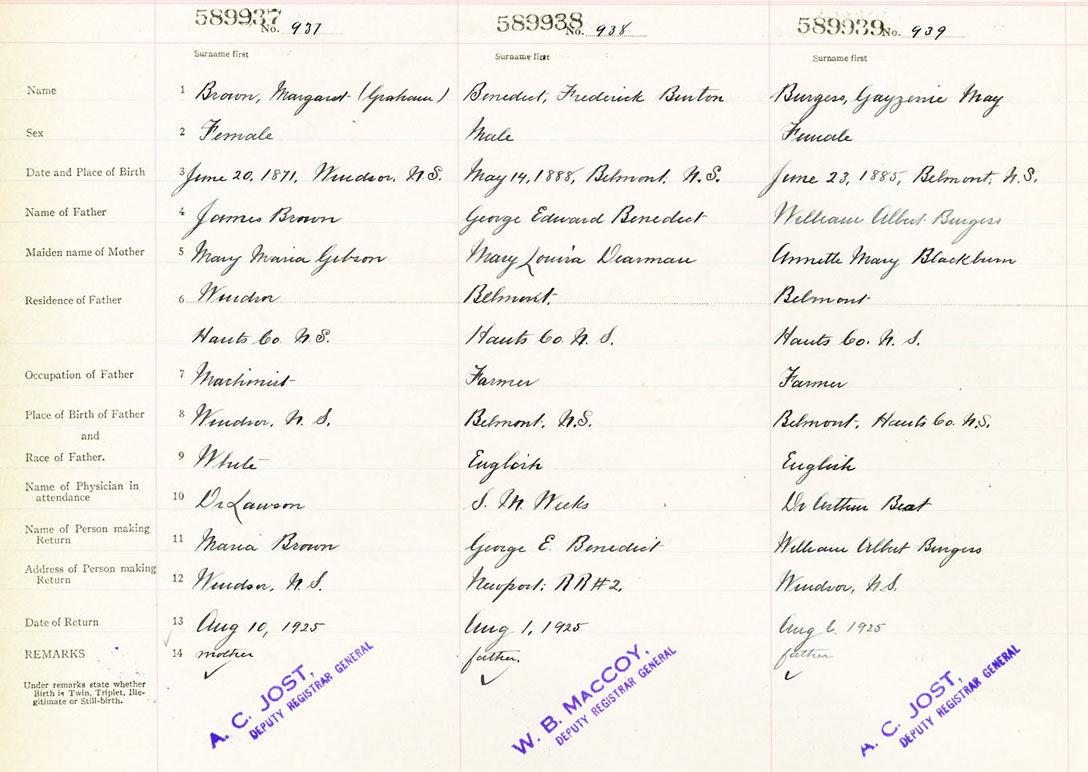 589937 No. 937 589938 No. 938 589939 No. 939
Surname first Surname first Surname first
Name 1 Brown, Margaret (Graham) Benedict, Frederick Burton Burgess, Gayzenie May
Sex 2 Female Male Female
Date and Place of Birth 3 June 20, 1871, Windsor, N.S. May 14, 1888, Belmont, N.S. June 23, 1885, Belmont, N.S.
Name of Father 4 James Brown George Edward Benedict William Albert Burgess
Maiden name of Mother 5 Mary Maria Gibson Mary Louisa Dearman Annette Mary Blackburn
Residence of Father 6 Windsor Belmont. Belmont
Hants Co. N.S. Hants Co. N. S. Hants Co. N. S.
Occupation of Father 7 Machinist Farmer Farmer
Place of Birth of Father 8 Windsor, N. S. Belmont, N.S. Belmont, Hants Co. N.S.
and
Race of Father. 9 White English English
Name of Physician in
attendance 10 Dr Lawson S. M. Weeks Dr Arthur
Name of Person making
Return 11 Maria Brown George E. Benedict William Albert Burgess
Address of Person making
Return 12 Windsor, N.S. Newport, RR#2. Windsor, N.S.
Date of Return 13 Aug 10, 1925 Aug 1, 1925 Aug 6. 1925
REMARKS 14 mother father. father
Under remarks state whether
Birth is Twin, Triplet, Ille-
gitimate or Still-birth.
A. C. JOST,
DEPUTY REGISTRAR GENERAL
W. B. MACCOY,
DEPUTY REGISTRAR GENERAL
A. C. JOST,
DEPUTY REGISTRAR GENERAL